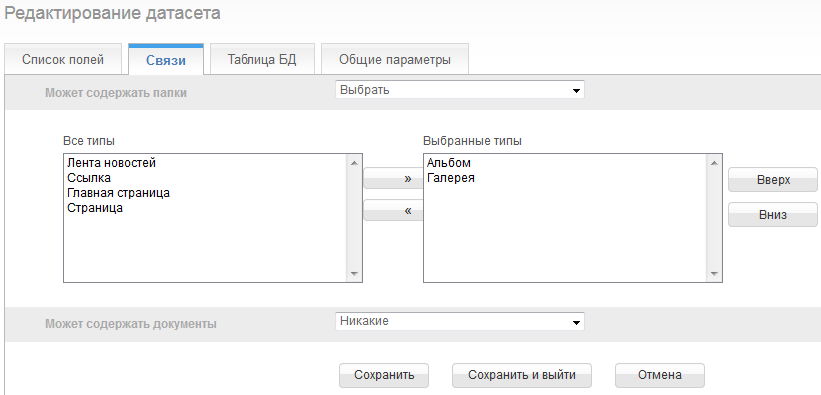 Редактирование датасета
Список полей Связи Таблица БД Общие параметры
Может содержать папки Выбрать
Все типы Выбранные типы
Лента новостей Альбом
Ссылка » Галерея Вверх
Главная страница
Страница « Вниз
Может содержать документы Никакие
Сохранить Сохранить и выйти Отмена